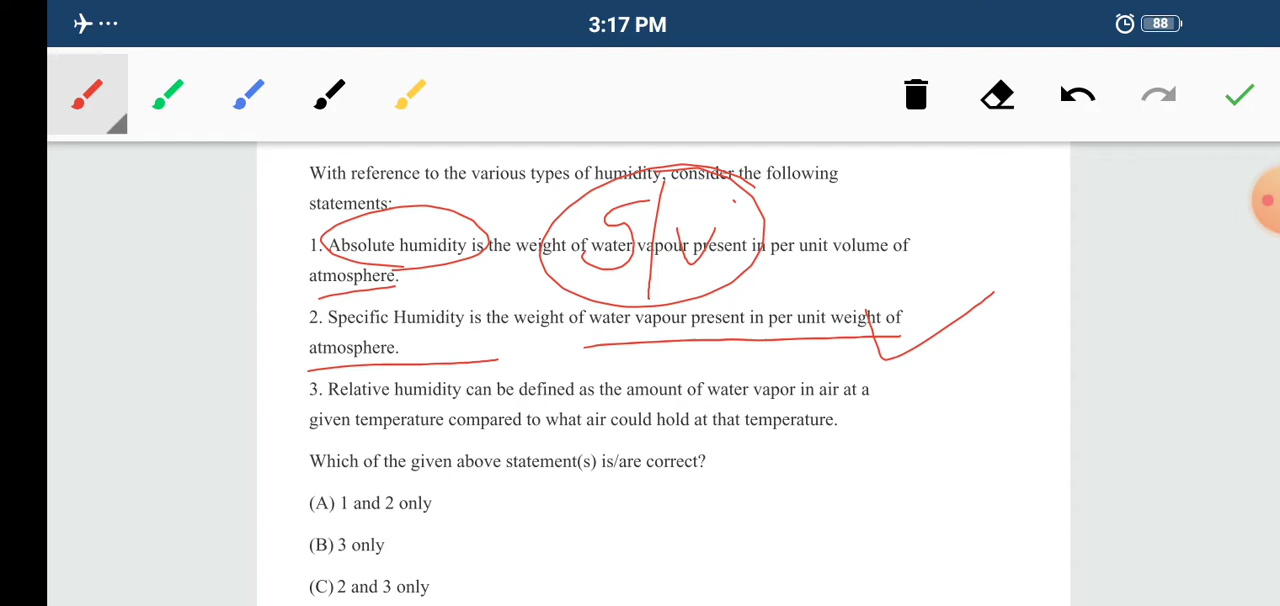 3:17 PM
88
With reference to the various types of humidity, consider the following
statements:
1. Absolute humidity is the weight of water vapour present in per unit volume of
atmosphere.
S/V
2. Specific Humidity is the weight of water vapour present in per unit weight of
atmosphere.
3. Relative humidity can be defined as the amount of water vapor in air at a
given temperature compared to what air could hold at that temperature.
Which of the given above statement(s) is/are correct?
(A) 1 and 2 only
(B) 3 only
(C) 2 and 3 only